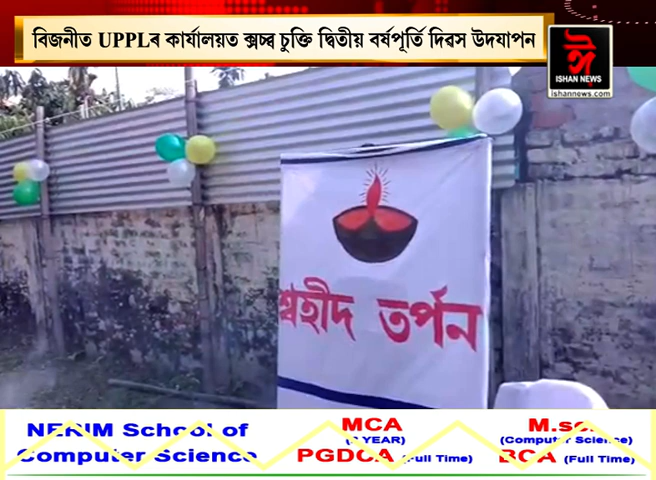 বিজনীত UPPLৰ কাৰ্যালয়ত ক্সচ্ৱ চুক্তি দ্বিতীয় বৰ্ষপূৰ্তি দিৱস উদযাপন
ঈ
ISHAN NEWS
ishannews.com
শ্বহীদ তৰ্পন
NERIM School of
Computer Science
MCA
YEAR)
PGDCA (Full Time)
M.sc.
(Computer Science)
BCA (Full Time)